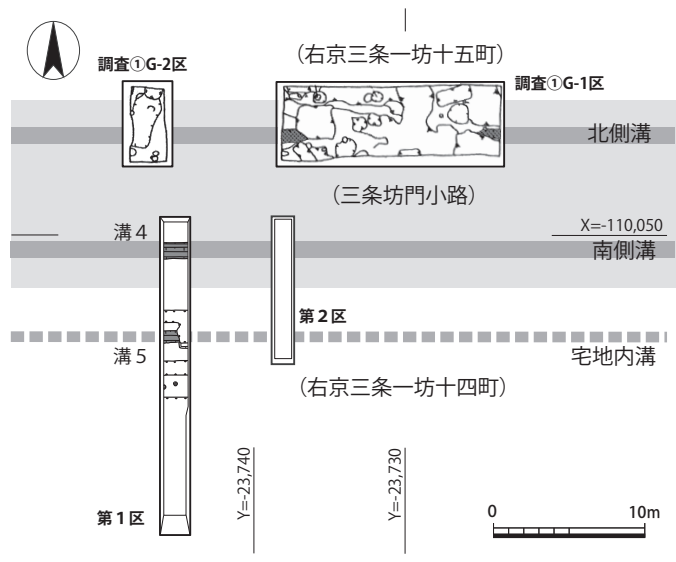 (右京三条一坊十五町)
調査①G-2区
調査①G-1区
北側溝
(三条坊門小路)
X=-110,050
溝4
南側溝
第2区
溝5
宅地内溝
(右京三条一坊十四町)
Y=-23,740
Y=-23,730
第1区
0
10m